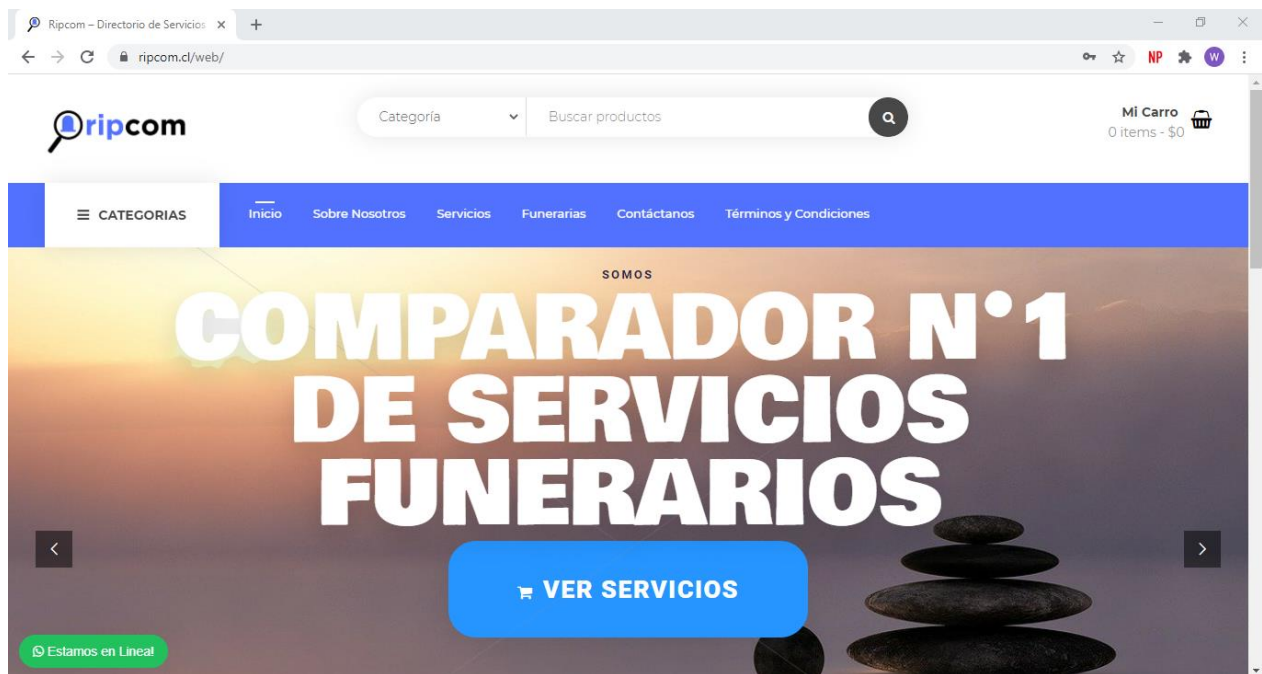 Ripcom – Directorio de Servicios
ripcom.cl/web/
NP
W
ripcom
Categoría
Buscar productos
Mi Carro
0 items - $0
CATEGORIAS
Inicio
Sobre Nosotros
Servicios
Funerarias
Contáctanos
Términos y Condiciones
SOMOS
COMPARADOR N°1
DE SERVICIOS
FUNERARIOS
VER SERVICIOS
Estamos en Linea!